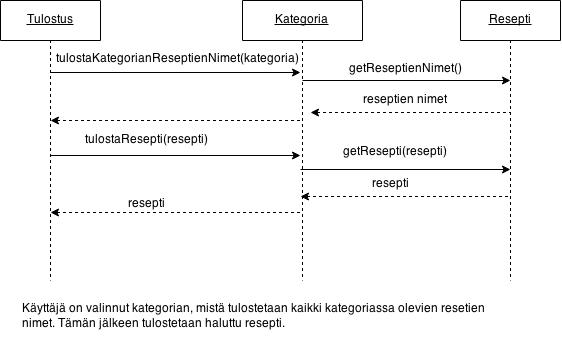 Tulostus
Kategoria
Resepti
tulostaKategorianReseptienNimet(kategoria)
getReseptienNimet()
reseptien nimet
tulostaResepti(resepti)
getResepti(resepti)
resepti
resepti
Käyttäjä on valinnut kategorian, mistä tulostetaan kaikki kategoriassa olevien resetien
nimet. Tämän jälkeen tulostetaan haluttu resepti.